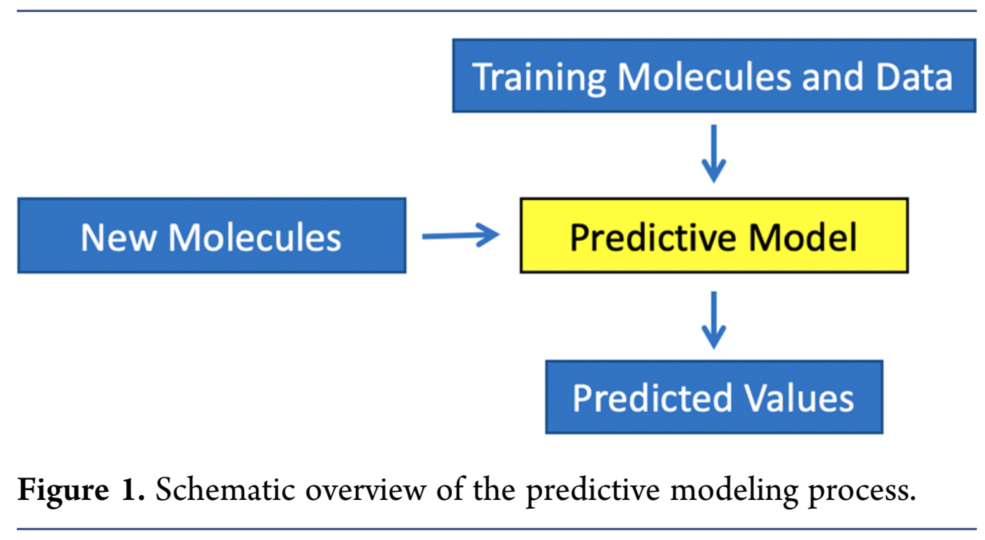 Training Molecules and Data
New Molecules
Predictive Model
Predicted Values
Figure 1. Schematic overview of the predictive modeling process.